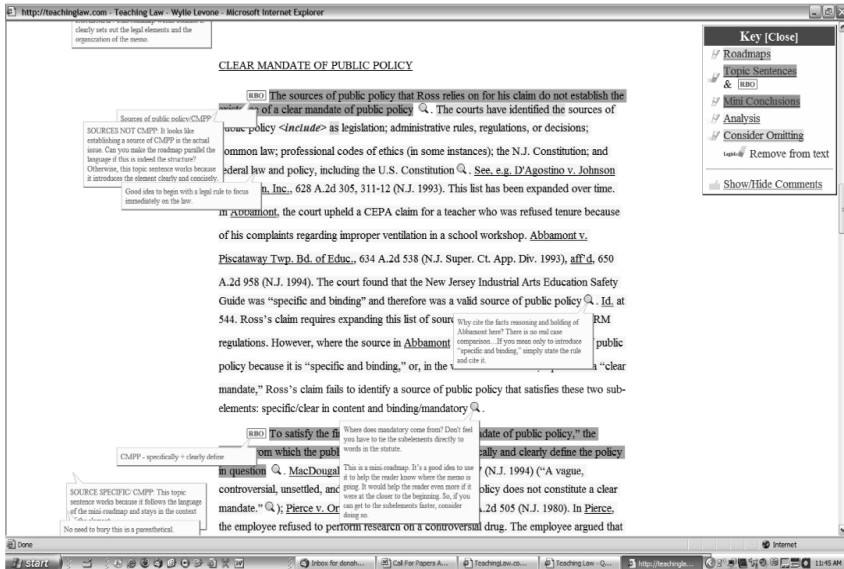 http://teachinglaw.com - Teaching Law - Wylie Levone - Microsoft Internet Explorer
clearly sets out the legal elements and the
organization of the memo.
CLEAR MANDATE OF PUBLIC POLICY
RBO The sources of public policy that Ross relies on for his claim do not establish the
of a clear mandate of public policy . The courts have identified the sources of
public policy <include> as legislation; administrative rules, regulations, or decisions;
common law; professional codes of ethics (in some instances); the N.J. Constitution; and
federal law and policy, including the U.S. Constitution . See, e.g. D'Agostino v. Johnson
Inc., 628 A.2d 305, 311-12 (N.J. 1993). This list has been expanded over time.
In Abbamont, the court upheld a CEPA claim for a teacher who was refused tenure because
of his complaints regarding improper ventilation in a school workshop. Abbamont v.
Piscataway Twp. Bd. of Educ., 634 A.2d 538 (N.J. Super. Ct. App. Div. 1993), aff'd, 650
A.2d 958 (N.J. 1994). The court found that the New Jersey Industrial Arts Education Safety
Guide was "specific and binding" and therefore was a valid source of public policy . Id. at
544. Ross's claim requires expanding this list of sour RM
regulations. However, where the source in Abbamont public
policy because it is "specific and binding," or, in the a "clear
mandate," Ross's claim fails to identify a source of public policy that satisfies these two sub-
elements: specific/clear in content and binding/mandatory .
RBO To satisfy the fi date of public policy," the
from which the publ cally and clearly define the policy
in question . MacDougal (N.J. 1994) ("A vague,
controversial, unsettled, and olicy does not constitute a clear
mandate." ); Pierce v. Or .2d 505 (N.J. 1980). In Pierce,
the employee refused to perform research on a controversial drug. The employee argued that
Sources of public policy/CMPP
SOURCES NOT CMPP: It looks like
establishing a source of CMPP is the actual
issue. Can you make the roadmap parallel the
language if this is indeed the structure?
Otherwise, this topic sentence works because
it introduces the element clearly and concisely.
Good idea to begin with a legal rule to focus
immediately on the law.
Why cite the facts reasoning and holding of
Abbamont here? There is no real case
comparison....If you mean only to introduce
"specific and binding," simply state the rule
and cite it.
Where does mandatory come from? Don't feel
you have to tie the subelements directly to
words in the statute.
This is a mini-roadmap. It's a good idea to use
it to help the reader know where the memo is
going. It would help the reader even more if it
were at the closer to the beginning. So, if you
can get to the subelements faster, consider
doing so.
CMPP - specifically + clearly define
SOURCE SPECIFIC/ CMPP: This topic
sentence works because it follows the language
of the mini-roadmap and stays in the context
No need to bury this is a parenthetical.
Key [Close]
Roadmaps
Topic Sentences
& RBO
Mini Conclusions
Analysis
Consider Omitting
Remove from text
Show/Hide Comments
Done
Internet
start
Inbox for donah...
Call For Papers A...
TeachingLaw.co...
Teaching Law - Q...
http://teachingla...
11:45 AM